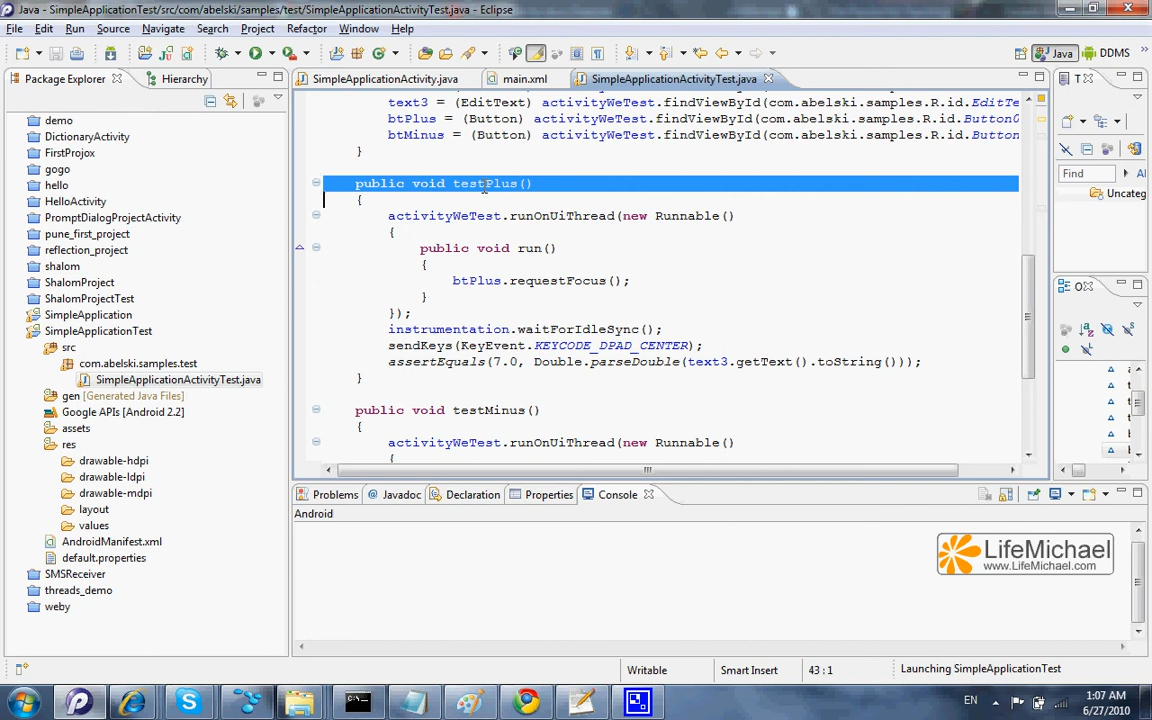 Java - SimpleApplicationTest/src/com/abelski/samples/test/SimpleApplicationActivityTest.java - Eclipse
File Edit Run Source Navigate Search Project Refactor Window Help
Java DDMS
Package Explorer Hierarchy
SimpleApplicationActivity.java main.xml SimpleApplicationActivityTest.java T
demo
DictionaryActivity
FirstProjox
gogo
hello
HelloActivity
PromptDialogProjectActivity
pune_first_project
reflection_project
shalom
ShalomProject
ShalomProjectTest
SimpleApplication
SimpleApplicationTest
src
com.abelski.samples.test
SimpleApplicationActivityTest.java
gen [Generated Java Files]
Google APIs [Android 2.2]
assets
res
drawable-hdpi
drawable-ldpi
drawable-mdpi
layout
values
AndroidManifest.xml
default.properties
SMSReceiver
threads_demo
weby
text3 = (EditText) activityWeTest.findViewById(com.abelski.samples.R.id.EditTe
btPlus = (Button) activityWeTest.findViewById(com.abelski.samples.R.id.Button0
btMinus = (Button) activityWeTest.findViewById(com.abelski.samples.R.id.Button
}
public void testPlus()
{
activityWeTest.runOnUiThread(new Runnable()
{
public void run()
{
btPlus.requestFocus();
}
});
instrumentation.waitForIdleSync();
sendKeys(KeyEvent.KEYCODE_DPAD_CENTER);
assertEquals(7.0, Double.parseDouble(text3.getText().toString()));
}
public void testMinus()
{
activityWeTest.runOnUiThread(new Runnable()
{
Find Al
Uncateg
O
Problems Javadoc Declaration Properties Console
Android
LifeMichael
www.LifeMichael.com
Writable Smart Insert 43 : 1 Launching SimpleApplicationTest
EN 1:07 AM
6/27/2010